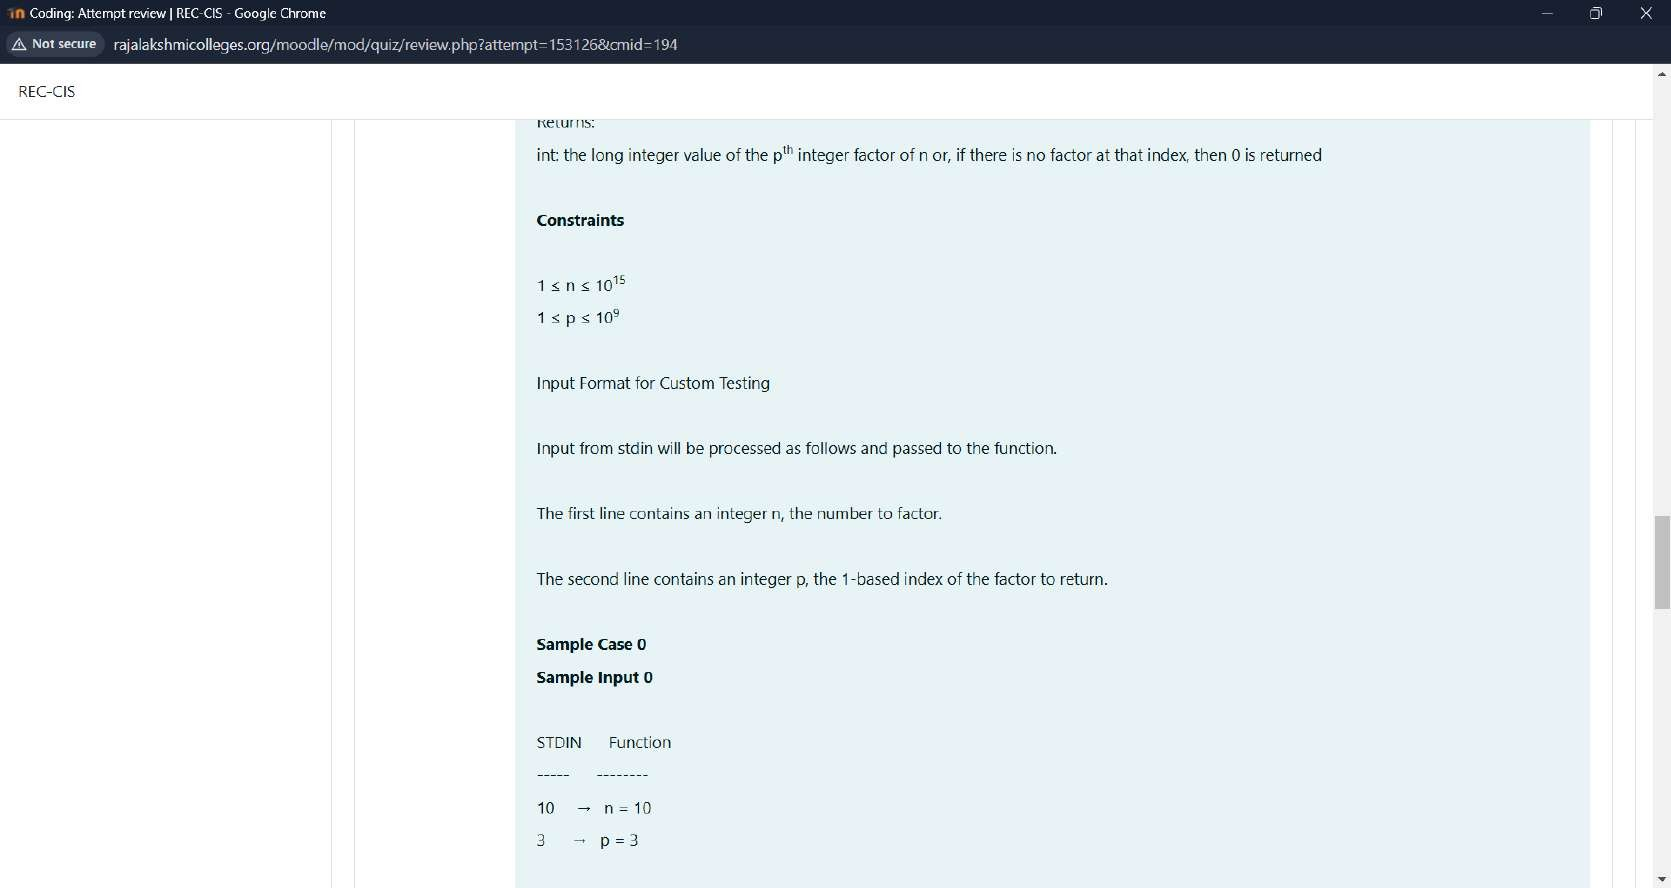 Coding: Attempt review | REC-CIS - Google Chrome
Not secure rajalakshmicolleges.org/moodle/mod/quiz/review.php?attempt=153126&cmid=194
REC-CIS
Returns:
int: the long integer value of the pth integer factor of n or, if there is no factor at that index, then 0 is returned
Constraints
1 ≤ n ≤ 10^15
1 ≤ p ≤ 10^9
Input Format for Custom Testing
Input from stdin will be processed as follows and passed to the function.
The first line contains an integer n, the number to factor.
The second line contains an integer p, the 1-based index of the factor to return.
Sample Case 0
Sample Input 0
STDIN Function
----- --------
10 → n = 10
3 → p = 3